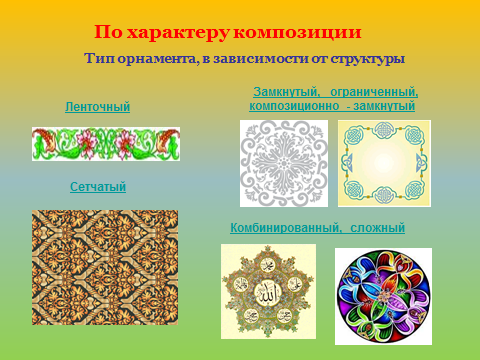 По характеру композиции
Тип орнамента, в зависимости от структуры
Ленточный
Замкнутый, ограниченный,
композиционно - замкнутый
Сетчатый
Комбинированный, сложный